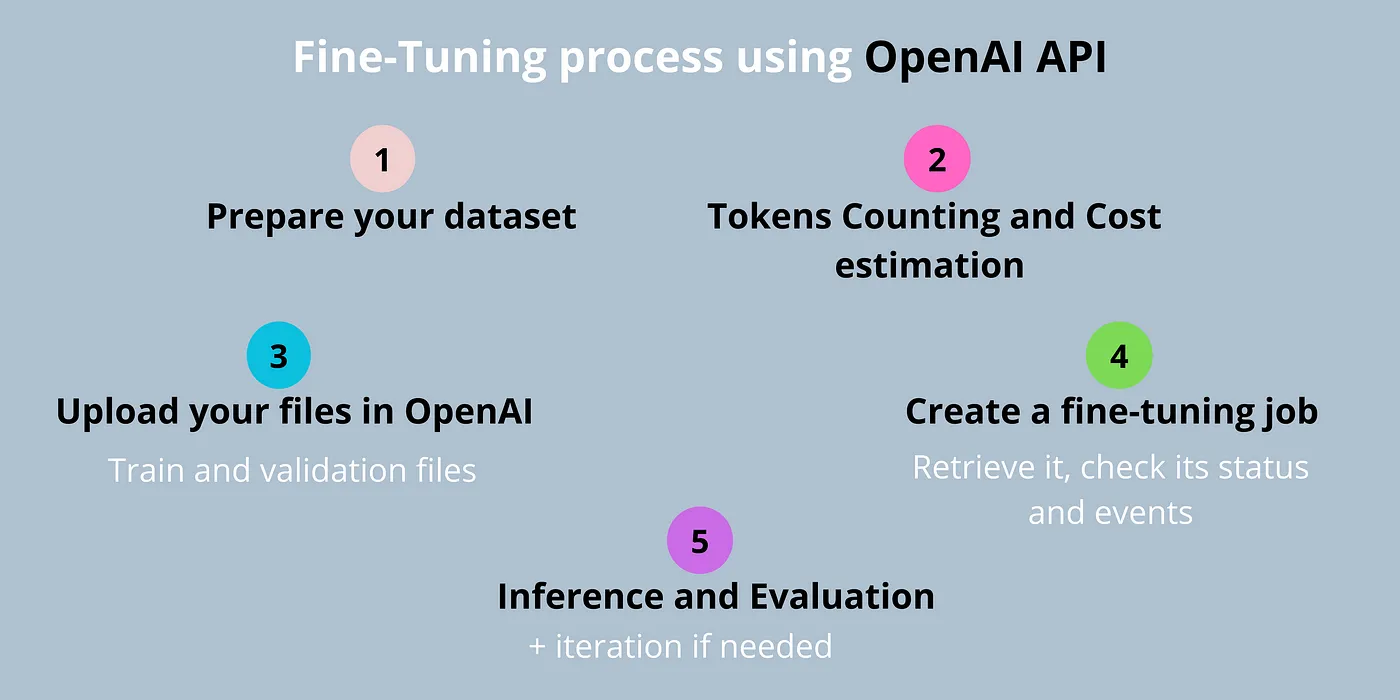 Fine-Tuning process using OpenAI API
1
Prepare your dataset
2
Tokens Counting and Cost
estimation
3
Upload your files in OpenAI
Train and validation files
4
Create a fine-tuning job
Retrieve it, check its status
and events
5
Inference and Evaluation
+ iteration if needed